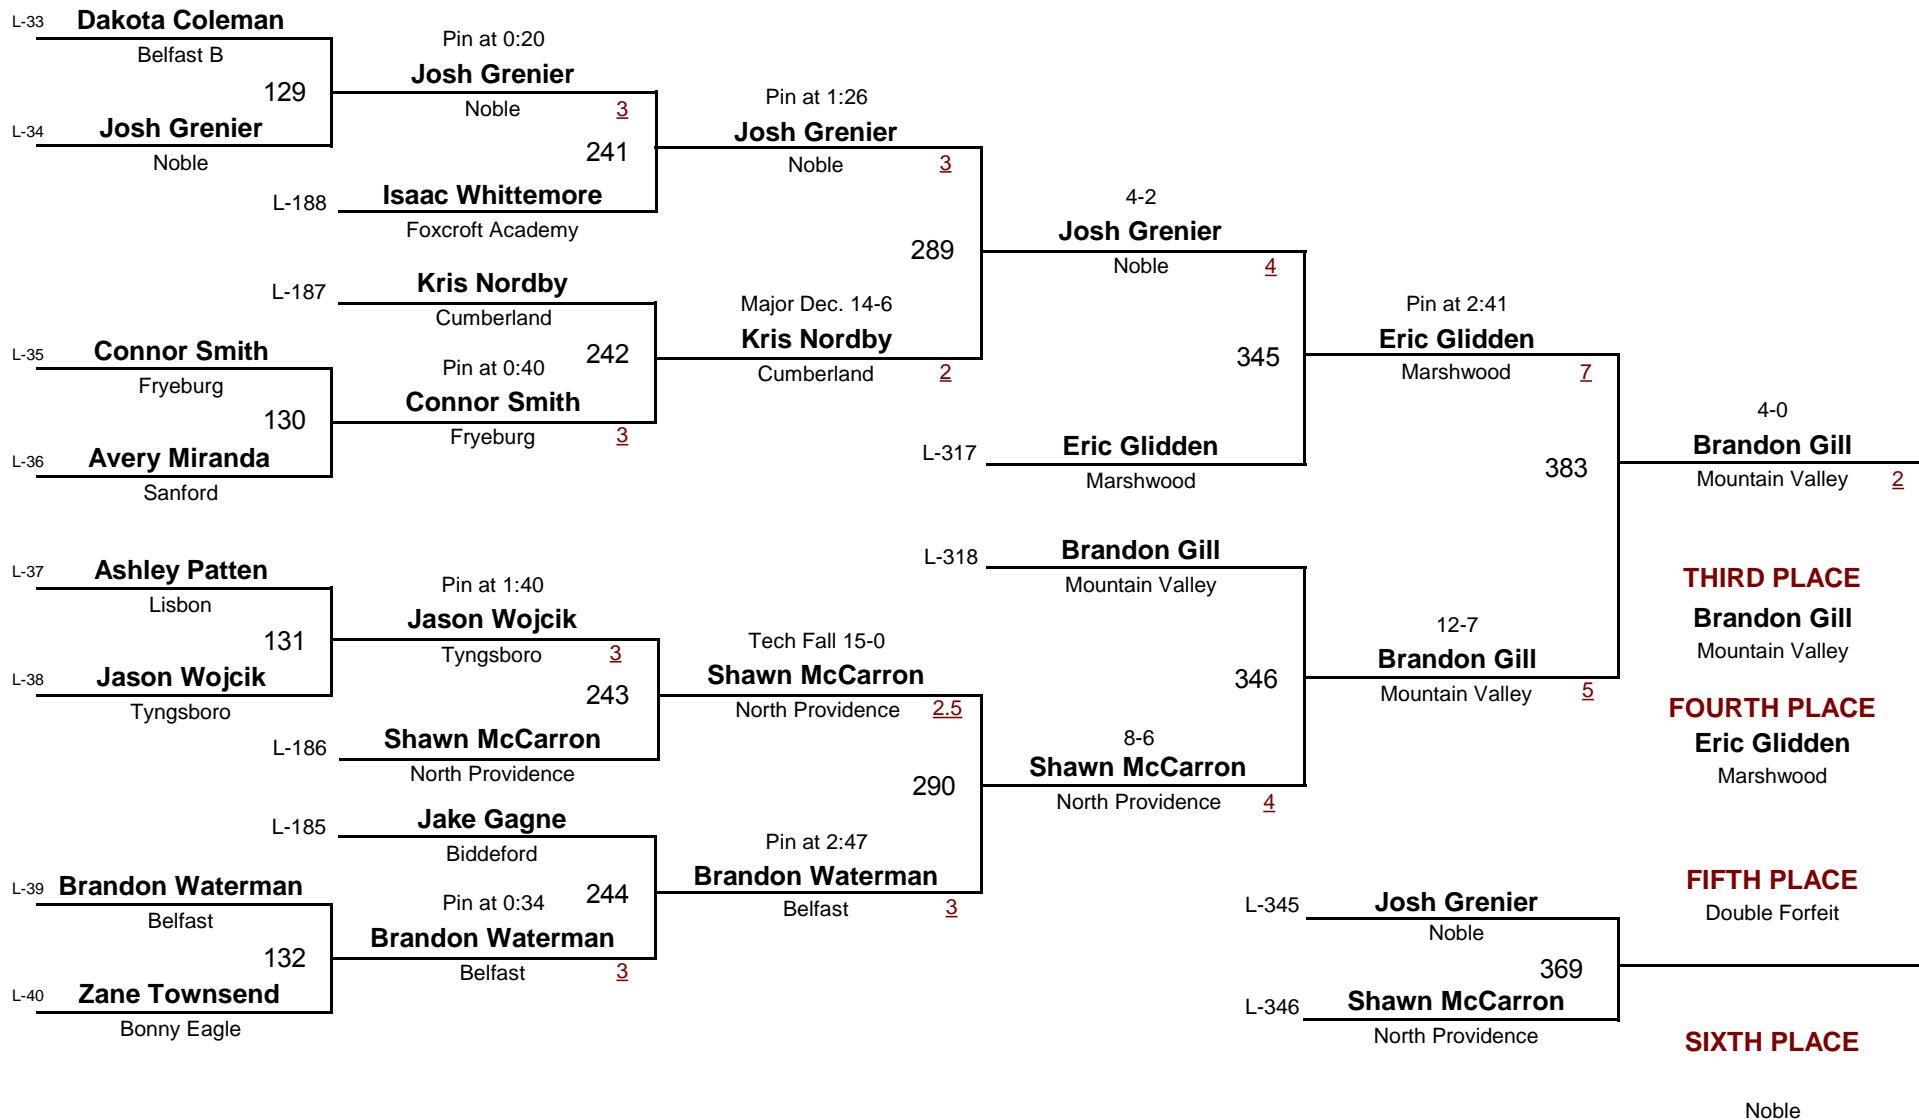 L-33 Dakota Coleman
Belfast B
129
L-34 Josh Grenier
Noble
L-35 Connor Smith
Fryeburg
130
L-36 Avery Miranda
Sanford
L-37 Ashley Patten
Lisbon
131
L-38 Jason Wojcik
Tyngsboro
L-39 Brandon Waterman
Belfast
132
L-40 Zane Townsend
Bonny Eagle
Pin at 0:20
Josh Grenier
Noble 3
241
L-188 Isaac Whittemore
Foxcroft Academy
L-187 Kris Nordby
Cumberland
242
Pin at 0:40
Connor Smith
Fryeburg 3
Pin at 1:40
Jason Wojcik
Tyngsboro 3
243
L-186 Shawn McCarron
North Providence
L-185 Jake Gagne
Biddeford
244
Pin at 0:34
Brandon Waterman
Belfast 3
Pin at 1:26
Josh Grenier
Noble 3
289
Major Dec. 14-6
Kris Nordby
Cumberland 2
Tech Fall 15-0
Shawn McCarron
North Providence 2.5
290
Pin at 2:47
Brandon Waterman
Belfast 3
4-2
Josh Grenier
Noble 4
345
L-317 Eric Glidden
Marshwood
L-318 Brandon Gill
Mountain Valley
346
8-6
Shawn McCarron
North Providence 4
Pin at 2:41
Eric Glidden
Marshwood 7
383
12-7
Brandon Gill
Mountain Valley 5
L-345 Josh Grenier
Noble
369
L-346 Shawn McCarron
North Providence
4-0
Brandon Gill
Mountain Valley 2
THIRD PLACE
Brandon Gill
Mountain Valley
FOURTH PLACE
Eric Glidden
Marshwood
FIFTH PLACE
Double Forfeit
SIXTH PLACE
Noble